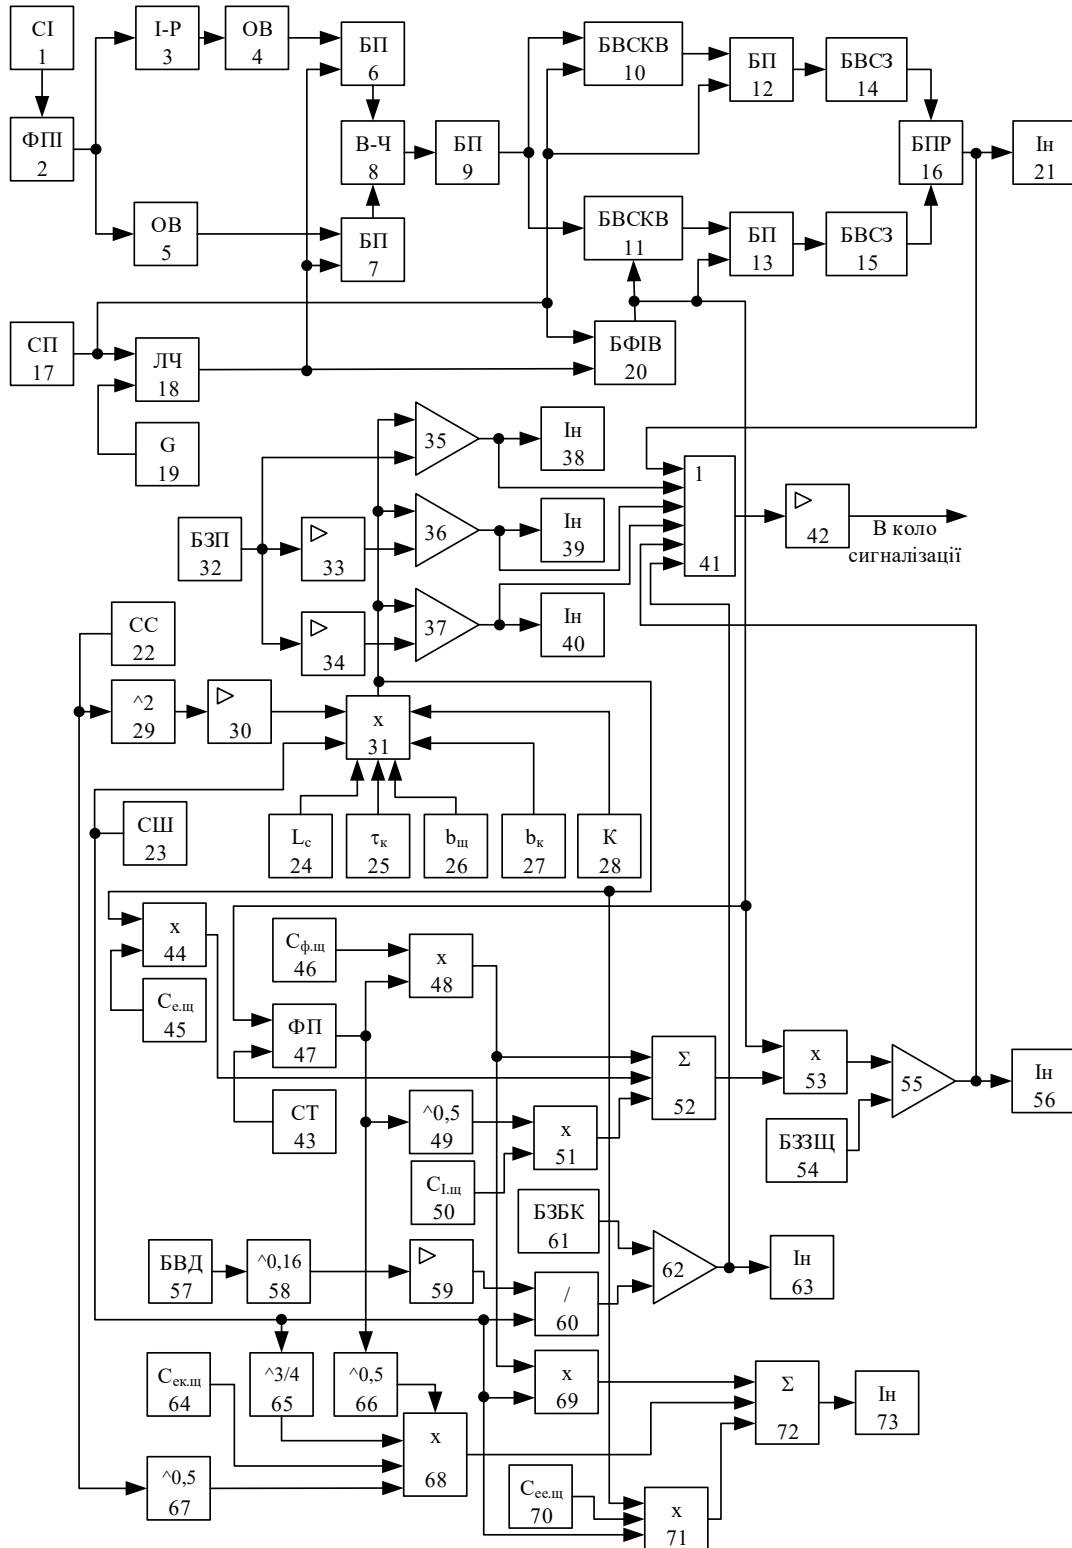 СІ
1
І-Р
3
ОВ
4
БП
6
БВСКВ
10
БП
12
БВСЗ
14
ФПІ
2
В-Ч
8
БП
9
БПР
16
Ін
21
ОВ
5
БП
7
БВСКВ
11
БП
13
БВСЗ
15
СП
17
ЛЧ
18
БФІВ
20
G
19
35
Ін
38
1
41
42
В коло
сигналізації
БЗП
32
33
36
Ін
39
34
37
Ін
40
СС
22
^2
29
30
х
31
СШ
23
Lс
24
τк
25
bщ
26
bк
27
К
28
х
44
Се.щ
45
Сф.щ
46
х
48
ФП
47
СТ
43
Σ
52
х
53
55
Ін
56
^0,5
49
х
51
СІ.щ
50
БЗЗЩ
54
БЗБК
61
62
Ін
63
БВД
57
^0,16
58
59
/
60
Сек.щ
64
^3/4
65
^0,5
66
х
69
Σ
72
Ін
73
х
68
^0,5
67
Сее.щ
70
х
71